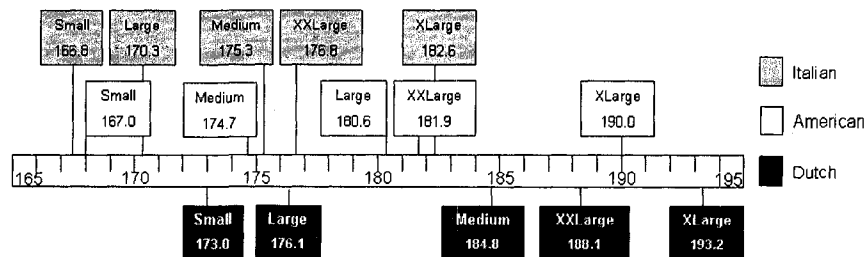 Small Large Medium XXLarge XLarge
166.8 170.3 175.3 176.8 182.6
Italian
Small Medium Large XXLarge XLarge
167.0 174.7 180.6 181.9 190.0
American
165 170 175 180 185 190 195
Dutch
Small Large Medium XXLarge XLarge
173.0 176.1 184.8 188.1 193.2